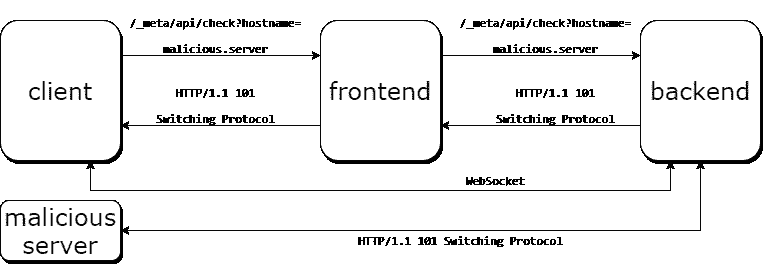 /_meta/api/check?hostname=
malicious.server
/_meta/api/check?hostname=
malicious.server
client
frontend
backend
HTTP/1.1 101
Switching Protocol
HTTP/1.1 101
Switching Protocol
WebSocket
malicious
server
HTTP/1.1 101 Switching Protocol